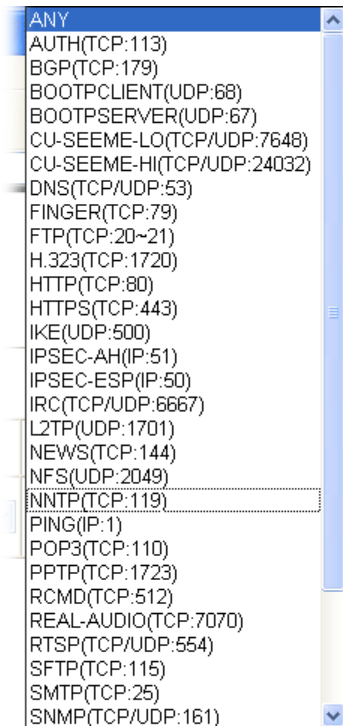 ANY
AUTH(TCP:113)
BGP(TCP:179)
BOOTPCLIENT(UDP:68)
BOOTPSERVER(UDP:67)
CU-SEEME-LO(TCP/UDP:7648)
CU-SEEME-HI(TCP/UDP:24032)
DNS(TCP/UDP:53)
FINGER(TCP:79)
FTP(TCP:20~21)
H.323(TCP:1720)
HTTP(TCP:80)
HTTPS(TCP:443)
IKE(UDP:500)
IPSEC-AH(IP:51)
IPSEC-ESP(IP:50)
IRC(TCP/UDP:6667)
L2TP(UDP:1701)
NEWS(TCP:144)
NFS(UDP:2049)
NNTP(TCP:119)
PING(IP:1)
POP3(TCP:110)
PPTP(TCP:1723)
RCMD(TCP:512)
REAL-AUDIO(TCP:7070)
RTSP(TCP/UDP:554)
SFTP(TCP:115)
SMTP(TCP:25)
SNMP(TCP/UDP:161)